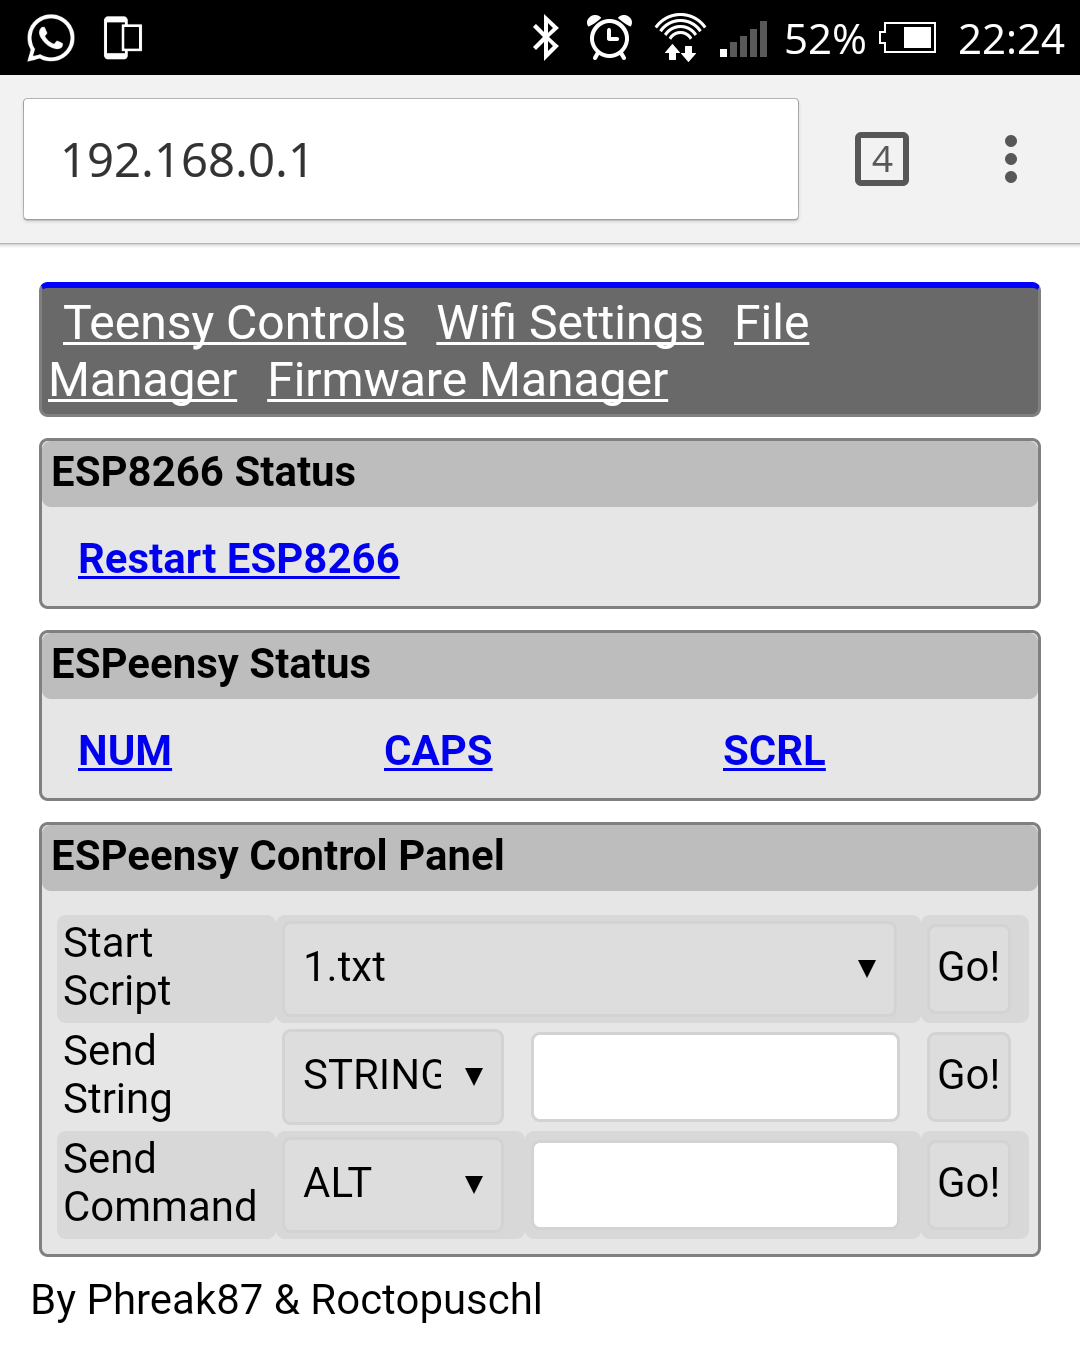 52% 22:24
192.168.0.1 4
Teensy Controls Wifi Settings File
Manager Firmware Manager
ESP8266 Status
Restart ESP8266
ESPeensy Status
NUM CAPS SCRL
ESPeensy Control Panel
Start
Script
1.txt ▼ Go!
Send
String
STRING ▼ Go!
Send
Command
ALT ▼ Go!
By Phreak87 & Roctopuschl